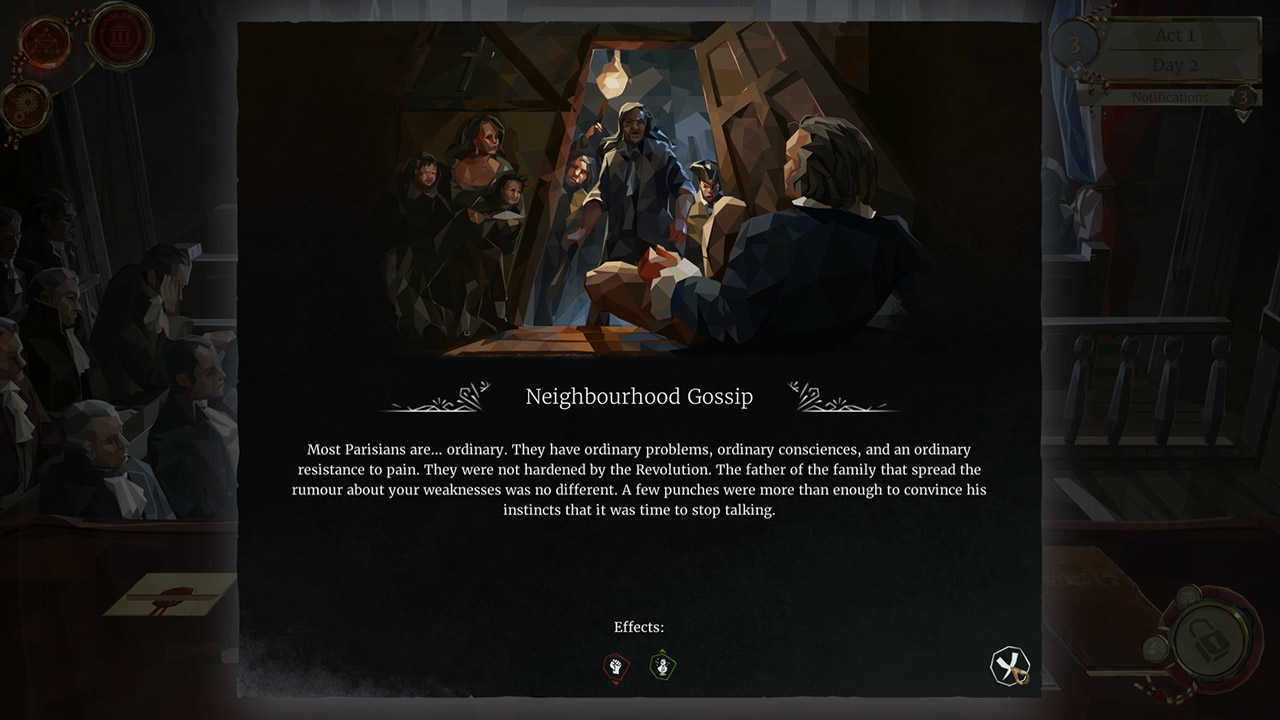 3
Act 1
Day 2
Notifications
3
Neighbourhood Gossip
Most Parisians are... ordinary. They have ordinary problems, ordinary consciences, and an ordinary
resistance to pain. They were not hardened by the Revolution. The father of the family that spread the
rumour about your weaknesses was no different. A few punches were more than enough to convince his
instincts that it was time to stop talking.
Effects: